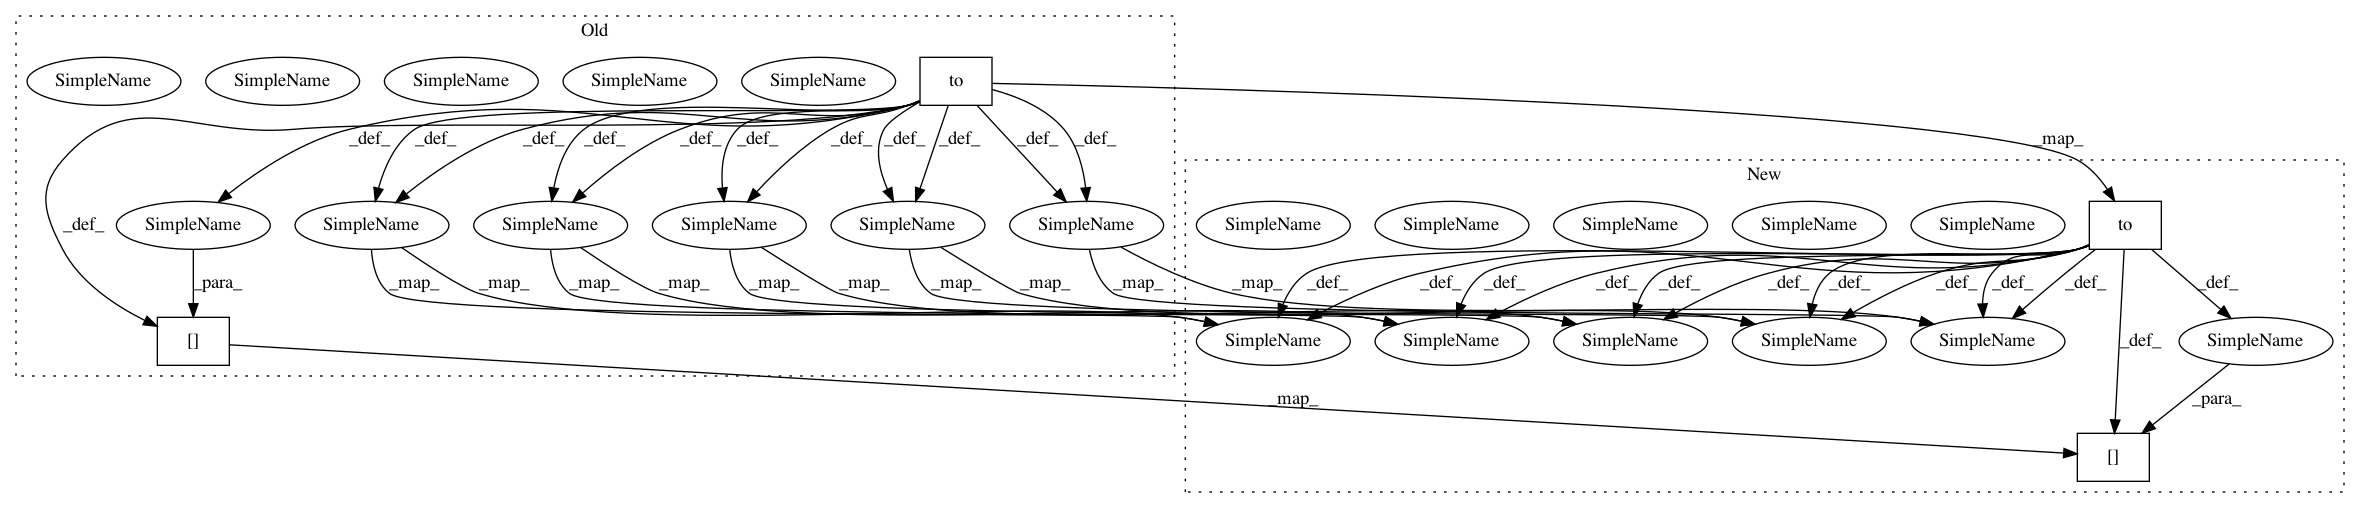 Old
SimpleName SimpleName SimpleName SimpleName SimpleName to
_def_ _def_ _def_ _def_ _def_ _def_ _def_ _def_ _def_ _def_ _def_ _map_
New
_def_ SimpleName SimpleName SimpleName SimpleName SimpleName SimpleName SimpleName SimpleName SimpleName SimpleName SimpleName to
_para_ _map_ _map_ _map_ _map_ _map_ _map_ _map_ _map_ _map_ _map_ _def_ _def_ _def_ _def_ _def_ _def_ _def_ _def_ _def_ _def_ _def_
[] SimpleName SimpleName SimpleName SimpleName SimpleName _def_ SimpleName
_map_ _para_
[]